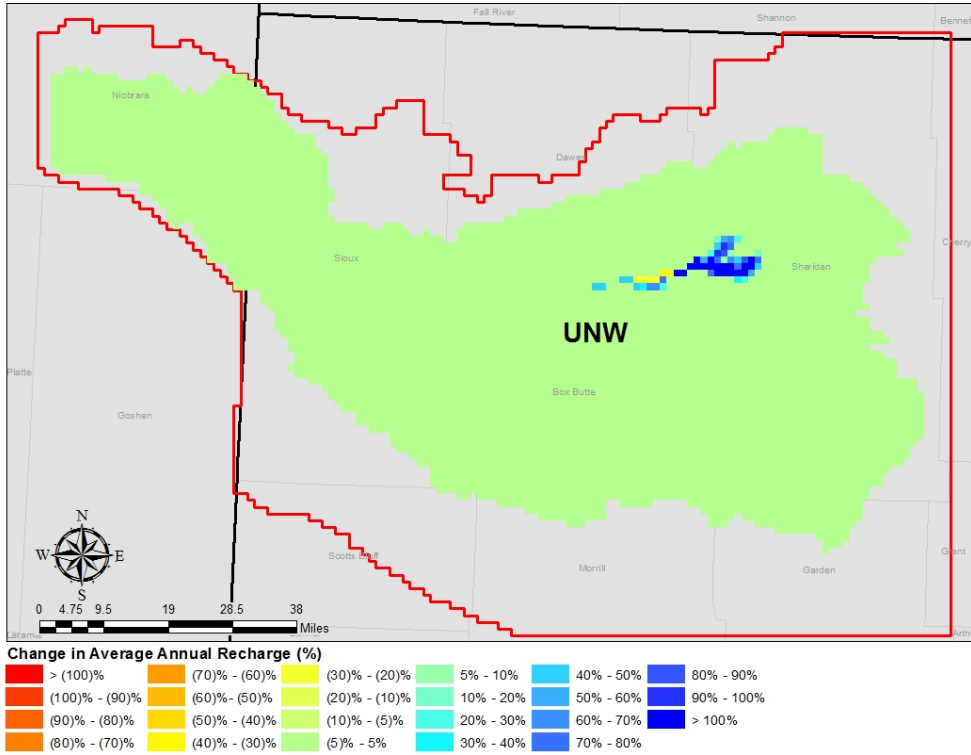 Fall River
Shannon
Bennet
Niobrara
Dawes
Cherry
Sioux
Sheridan
UNW
Platte
Box Butte
Goshen
N
W E
S
Scotts Bluff
Morrill
Garden
Grant
0 4.75 9.5 19 28.5 38
Miles
Laramie
Arth
Change in Average Annual Recharge (%)
> (100)% (70)% - (60)% (30)% - (20)% 5% - 10% 40% - 50% 80% - 90%
(100)% - (90)% (60)% - (50)% (20)% - (10)% 10% - 20% 50% - 60% 90% - 100%
(90)% - (80)% (50)% - (40)% (10)% - (5)% 20% - 30% 60% - 70% > 100%
(80)% - (70)% (40)% - (30)% (5)% - 5% 30% - 40% 70% - 80%